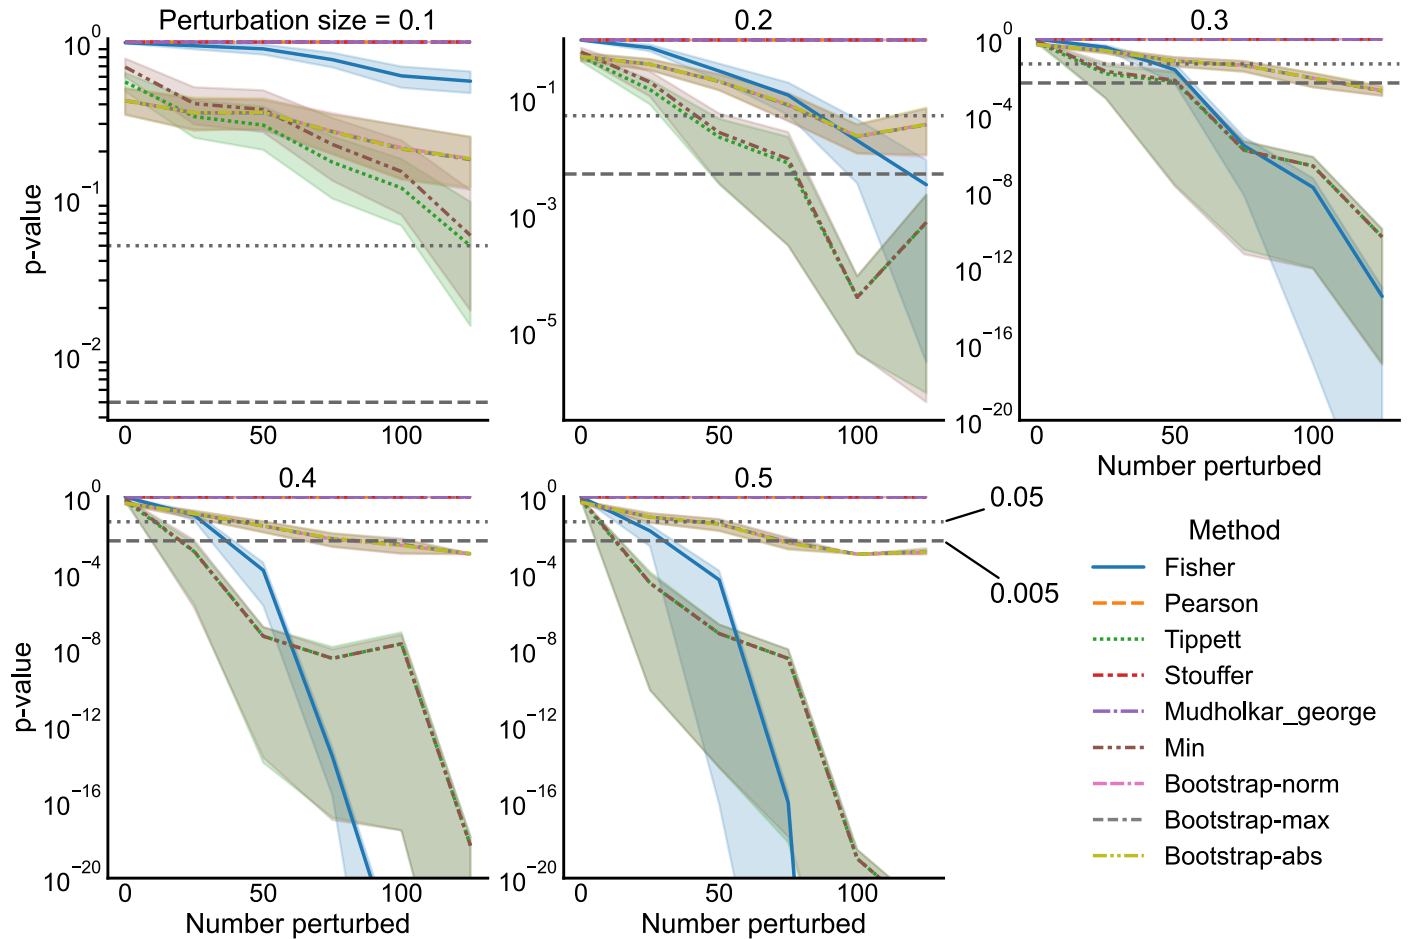 Perturbation size = 0.1
10^0
10^-1
10^-2
p-value
0 50 100
0.2
10^-1
10^-3
10^-5
0 50 100
0.3
10^0
10^-4
10^-8
10^-12
10^-16
10^-20
0 50 100
Number perturbed
0.4
10^0
10^-4
10^-8
10^-12
10^-16
10^-20
p-value
0 50 100
Number perturbed
0.5
10^0
10^-4
10^-8
10^-12
10^-16
10^-20
0 50 100
Number perturbed
0.05
0.005
Method
Fisher
Pearson
Tippett
Stouffer
Mudholkar_george
Min
Bootstrap-norm
Bootstrap-max
Bootstrap-abs